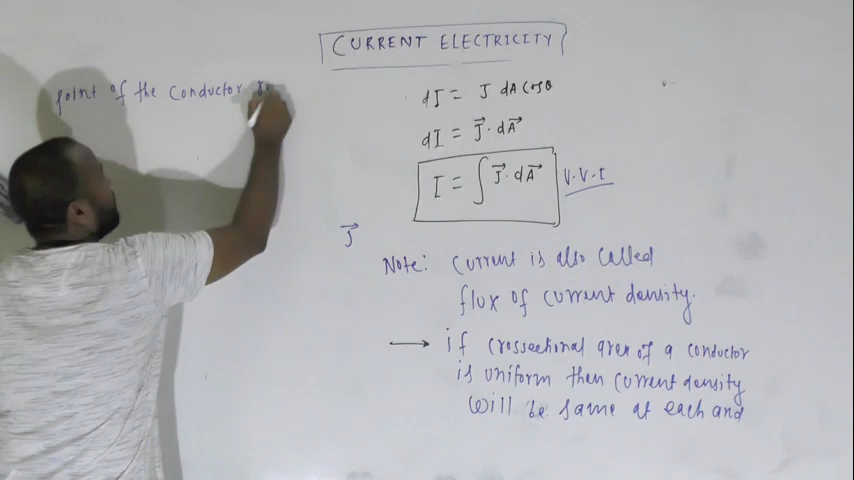 CURRENT ELECTRICITY
point of the conductor
dI = J dA cosθ
dI = J⃗ · dA⃗
I = ∫ J⃗ · dA⃗ V.V.I
J⃗
Note: Current is also called
flux of current density.
→ if crossectional area of a conductor
is uniform then current density
will be same at each and